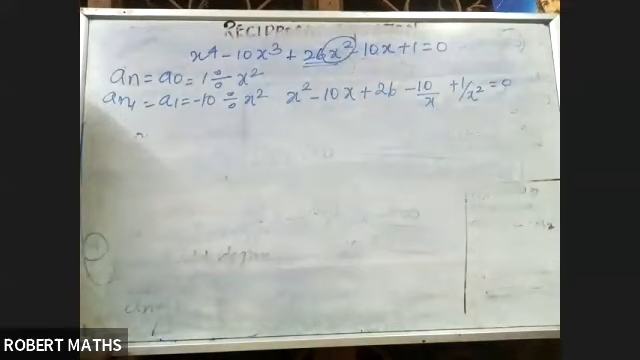 x⁴ - 10x³ + 26x² - 10x + 1 = 0
an = a0 = 1 ÷ x²
an-1 = a1 = -10 ÷ x² x² - 10x + 26 - 10/x + 1/x² = 0
ROBERT MATHS